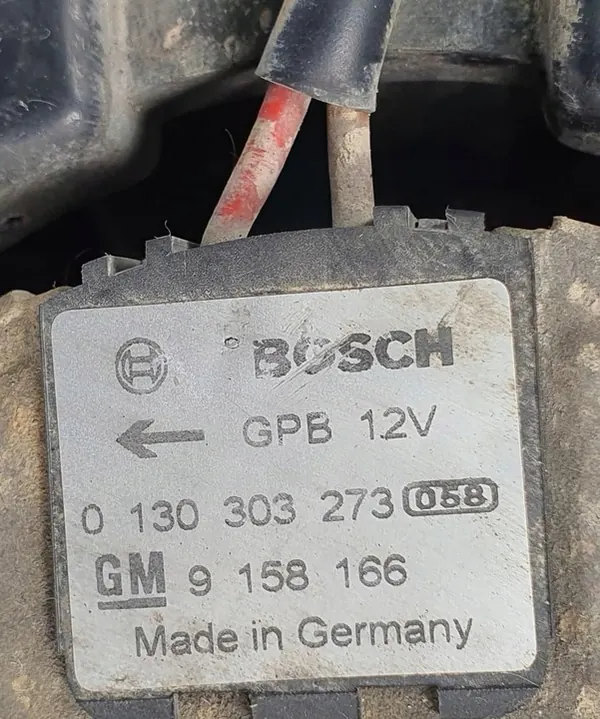 BOSCH
← GPB 12V
0 130 303 273 058
GM 9 158 166
Made in Germany